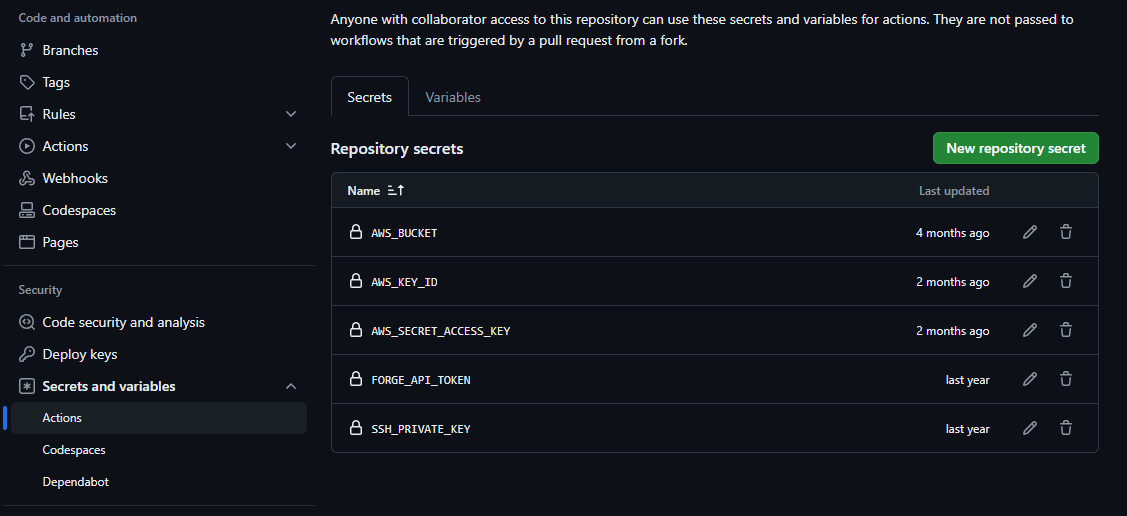 Code and automation
Branches
Tags
Rules
Actions
Webhooks
Codespaces
Pages
Security
Code security and analysis
Deploy keys
Secrets and variables
Actions
Codespaces
Dependabot
Anyone with collaborator access to this repository can use these secrets and variables for actions. They are not passed to
workflows that are triggered by a pull request from a fork.
Secrets Variables
Repository secrets New repository secret
Name Last updated
AWS_BUCKET 4 months ago
AWS_KEY_ID 2 months ago
AWS_SECRET_ACCESS_KEY 2 months ago
FORGE_API_TOKEN last year
SSH_PRIVATE_KEY last year